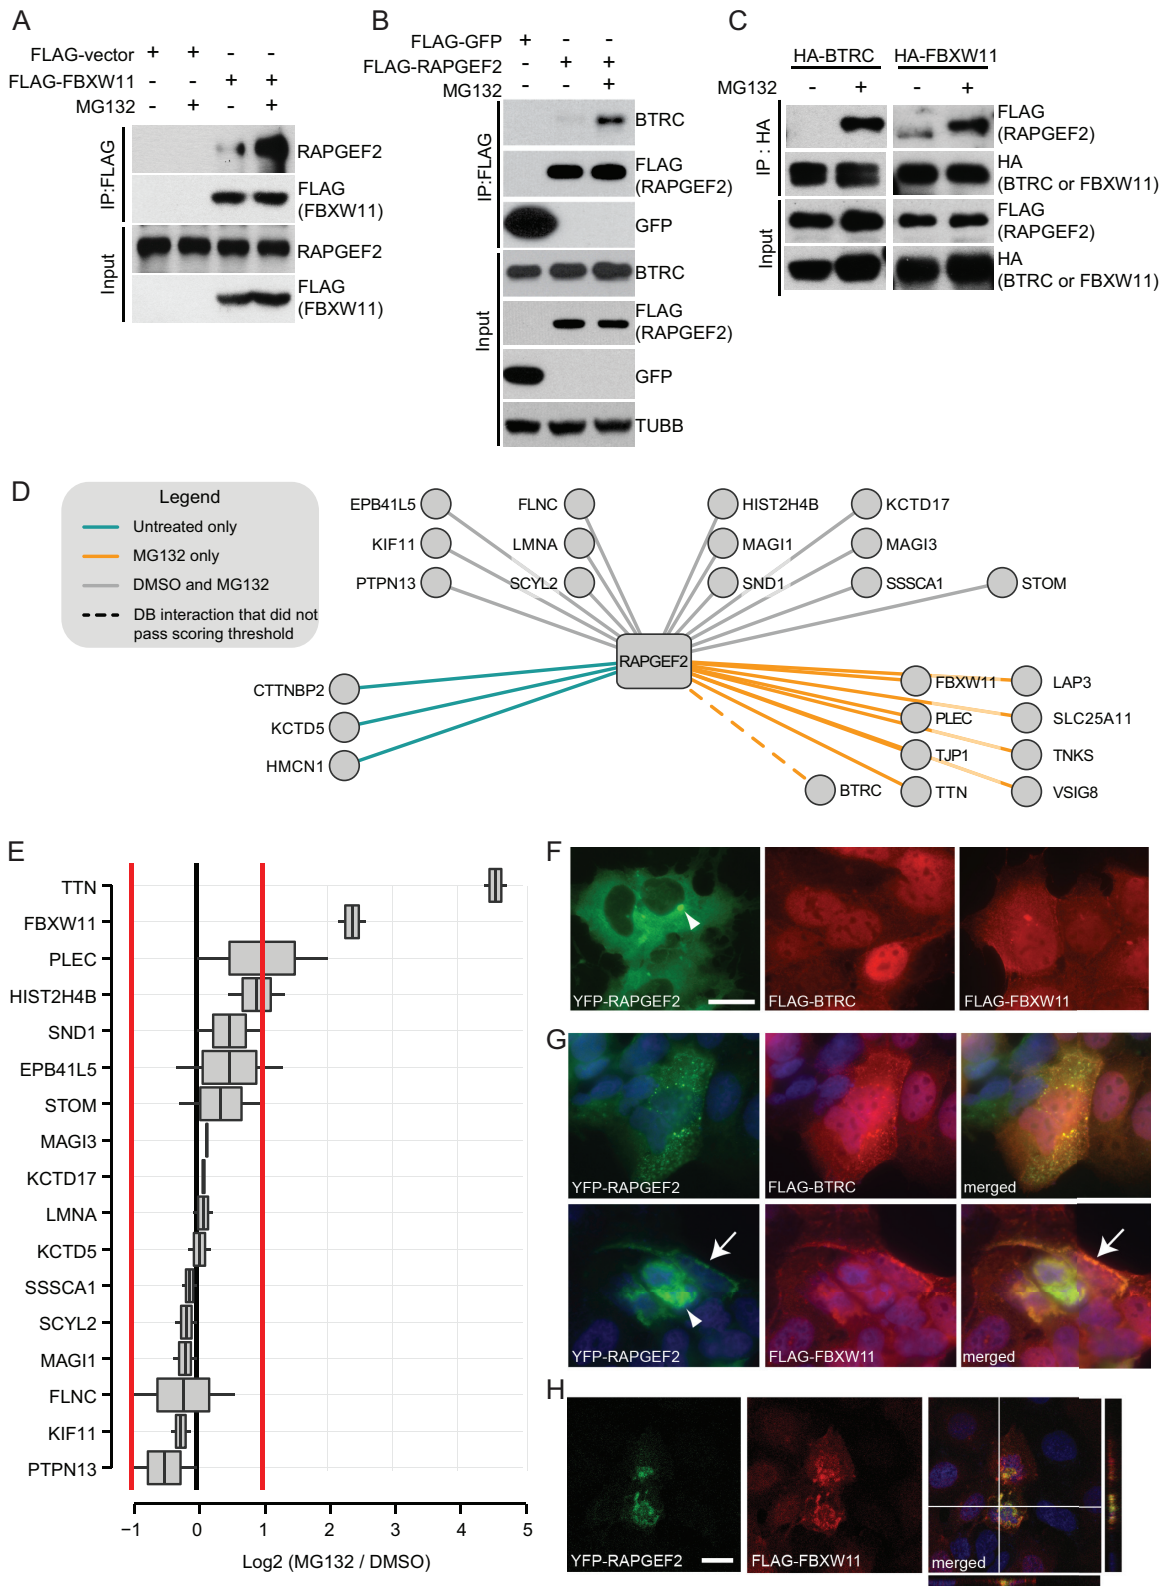 A
FLAG-vector + + - -
FLAG-FBXW11 - - + +
MG132 - + - +
IP:FLAG
RAPGEF2
FLAG
(FBXW11)
Input
RAPGEF2
FLAG
(FBXW11)
B
FLAG-GFP + - -
FLAG-RAPGEF2 - + +
MG132 - - +
IP:FLAG
BTRC
FLAG
(RAPGEF2)
GFP
Input
BTRC
FLAG
(RAPGEF2)
GFP
TUBB
C
HA-BTRC HA-FBXW11
MG132 - + - +
IP : HA
FLAG
(RAPGEF2)
HA
(BTRC or FBXW11)
Input
FLAG
(RAPGEF2)
HA
(BTRC or FBXW11)
D
Legend
Untreated only
MG132 only
DMSO and MG132
DB interaction that did not
pass scoring threshold
EPB41L5 FLNC HIST2H4B KCTD17
KIF11 LMNA MAGI1 MAGI3
PTPN13 SCYL2 SND1 SSSCA1 STOM
RAPGEF2
CTTNBP2
KCTD5
HMCN1
FBXW11 LAP3
PLEC SLC25A11
TJP1 TNKS
BTRC TTN VSIG8
E
TTN
FBXW11
PLEC
HIST2H4B
SND1
EPB41L5
STOM
MAGI3
KCTD17
LMNA
KCTD5
SSSCA1
SCYL2
MAGI1
FLNC
KIF11
PTPN13
−1 0 1 2 3 4 5
Log2 (MG132 / DMSO)
F
YFP-RAPGEF2 FLAG-BTRC FLAG-FBXW11
G
YFP-RAPGEF2 FLAG-BTRC merged
YFP-RAPGEF2 FLAG-FBXW11 merged
H
YFP-RAPGEF2 FLAG-FBXW11 merged